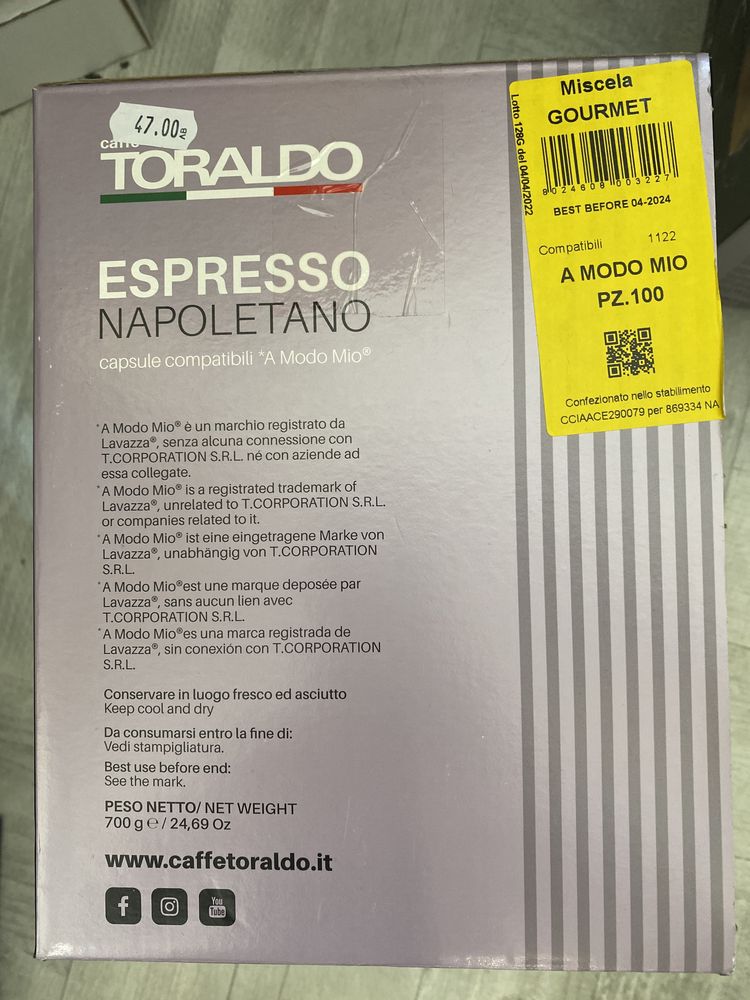 47.00 лв
caffè
TORALDO
ESPRESSO
NAPOLETANO
capsule compatibili *A Modo Mio®
*A Modo Mio® è un marchio registrato da
Lavazza®, senza alcuna connessione con
T.CORPORATION S.R.L. né con aziende ad
essa collegate.
*A Modo Mio® is a registrated trademark of
Lavazza®, unrelated to T.CORPORATION S.R.L.
or companies related to it.
*A Modo Mio® ist eine eingetragene Marke von
Lavazza®, unabhängig von T.CORPORATION
S.R.L.
*A Modo Mio®est une marque deposée par
Lavazza®, sans aucun lien avec
T.CORPORATION S.R.L.
*A Modo Mio®es una marca registrada de
Lavazza®, sin conexión con T.CORPORATION
S.R.L.
Conservare in luogo fresco ed asciutto
Keep cool and dry
Da consumarsi entro la fine di:
Vedi stampigliatura.
Best use before end:
See the mark.
PESO NETTO/ NET WEIGHT
700 g ℮ / 24,69 Oz
www.caffetoraldo.it
f
You
Tube
Miscela
GOURMET
Lotto 128G del 04/04/2022
8 024608 003227
BEST BEFORE 04-2024
Compatibili 1122
A MODO MIO
PZ.100
Confezionato nello stabilimento
CCIAACE290079 per 869334 NA